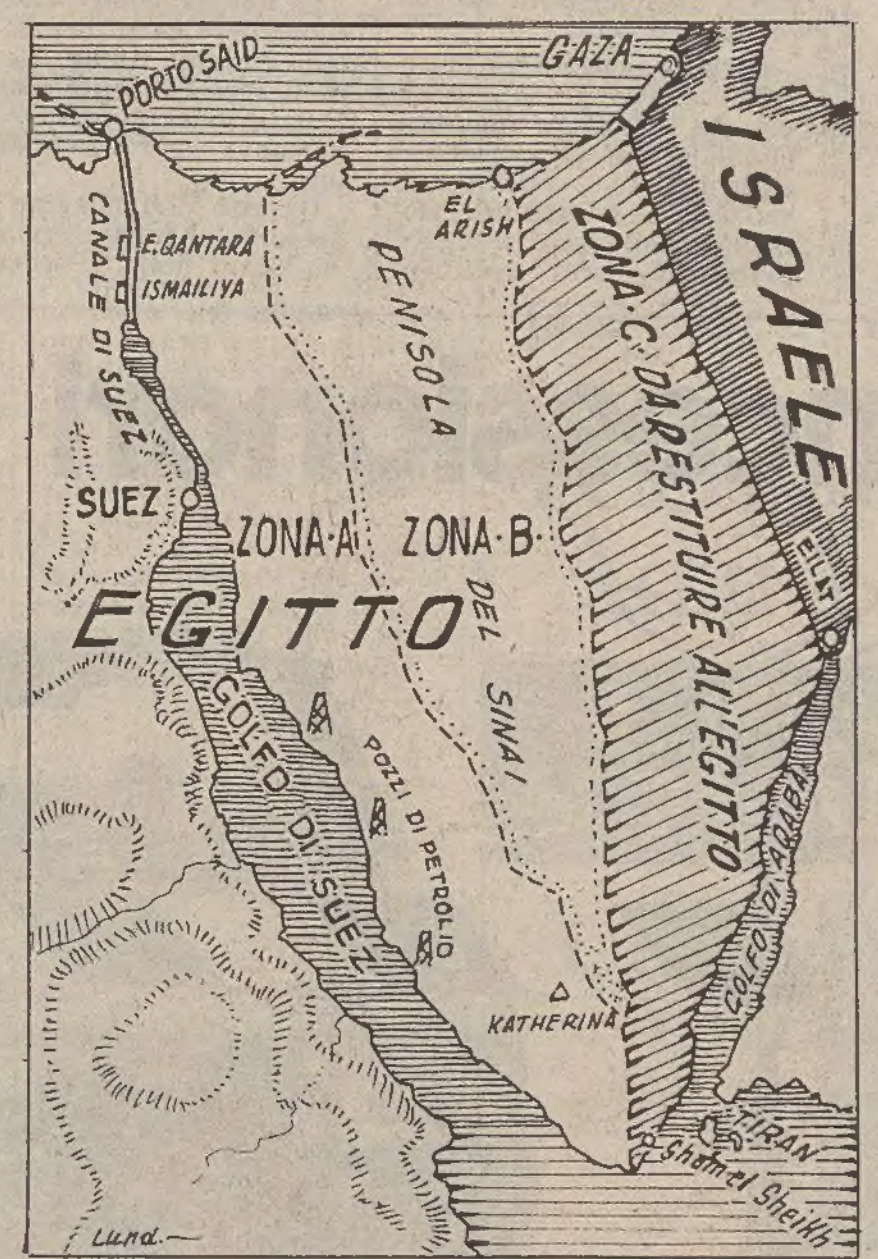 PORTO SAID
GAZA
ISRAELE
EL
ARISH
CANALE DI SUEZ
E.QANTARA
ISMAILIYA
PENISOLA
DEL SINAI
ZONA·C·DA RESTITUIRE ALL'EGITTO
SUEZ
ZONA·A
ZONA·B·
ELAT
EGITTO
GOLFO DI SUEZ
POZZI DI PETROLIO
GOLFO DI AQABA
KATHERINA
TIRAN
Sham el Sheikh
Lund.—